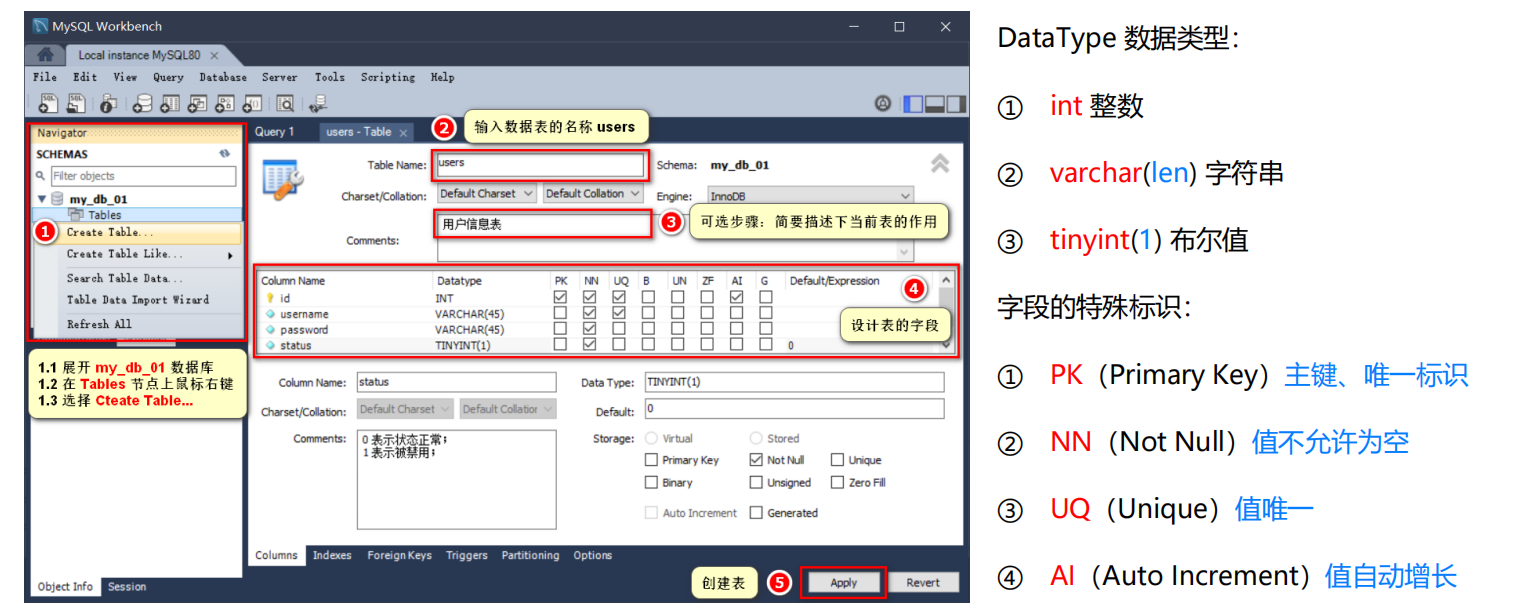 MySQL Workbench
Local instance MySQL80
File Edit View Query Database Server Tools Scripting Help
Navigator
SCHEMAS
Filter objects
my_db_01
Tables
1
Create Table...
Create Table Like...
Search Table Data...
Table Data Import Wizard
Refresh All
1.1 展开 my_db_01 数据库
1.2 在 Tables 节点上鼠标右键
1.3 选择 Cteate Table...
Object Info Session
Query 1 users - Table
2 输入数据表的名称 users
Table Name: users Schema: my_db_01
Charset/Collation: Default Charset Default Collation Engine: InnoDB
Comments: 用户信息表
3 可选步骤：简要描述下当前表的作用
Column Name Datatype PK NN UQ B UN ZF AI G Default/Expression
id INT
username VARCHAR(45)
password VARCHAR(45)
status TINYINT(1) 0
4 设计表的字段
Column Name: status Data Type: TINYINT(1)
Charset/Collation: Default Charset Default Collation Default: 0
Comments: 0 表示状态正常；
1 表示被禁用；
Storage: Virtual Stored
Primary Key Not Null Unique
Binary Unsigned Zero Fill
Auto Increment Generated
Columns Indexes Foreign Keys Triggers Partitioning Options
创建表 5 Apply Revert
DataType 数据类型：
① int 整数
② varchar(len) 字符串
③ tinyint(1) 布尔值
字段的特殊标识：
① PK（Primary Key）主键、唯一标识
② NN（Not Null）值不允许为空
③ UQ（Unique）值唯一
④ AI（Auto Increment）值自动增长